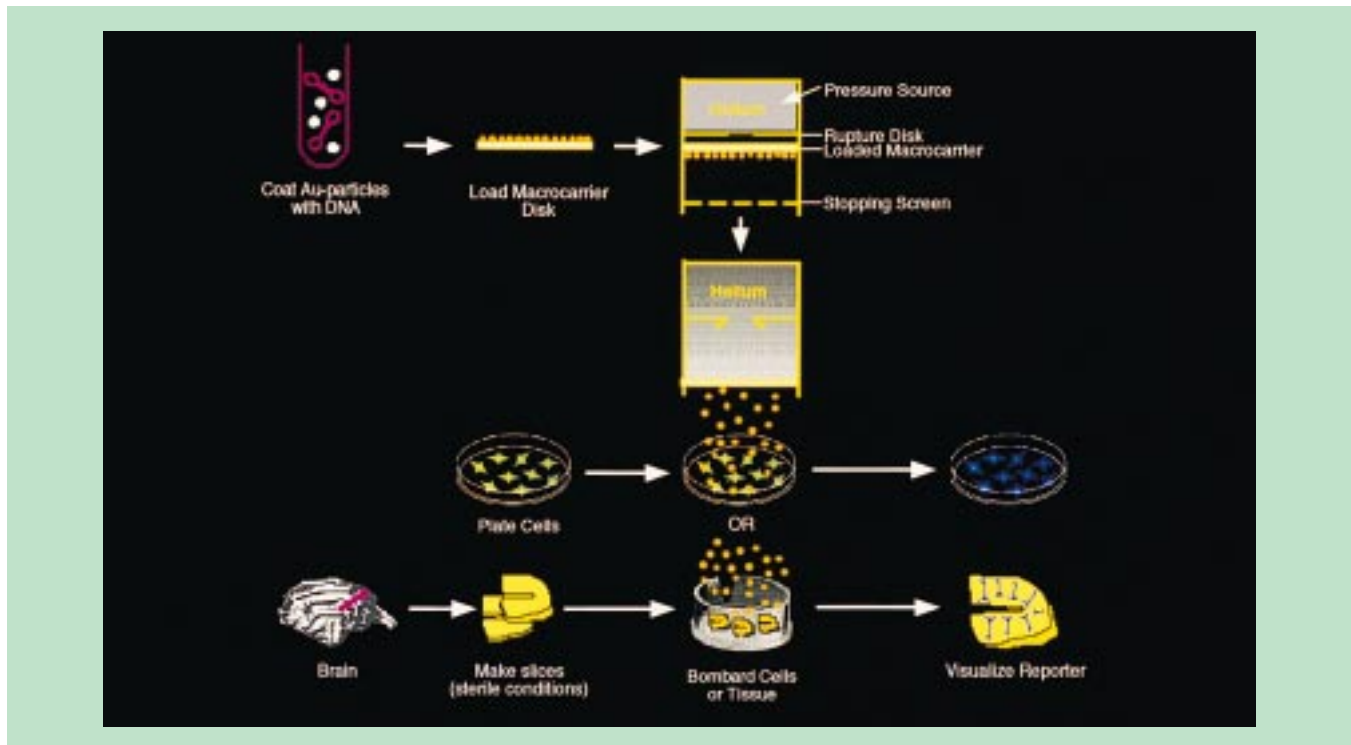 Pressure Source
Helium
Rupture Disk
Loaded Macrocarrier
Coat Au-particles
with DNA
Load Macrocarrier
Disk
Stopping Screen
Helium
Plate Cells
OR
Brain
Make slices
(sterile conditions)
Bombard Cells
or Tissue
Visualize Reporter